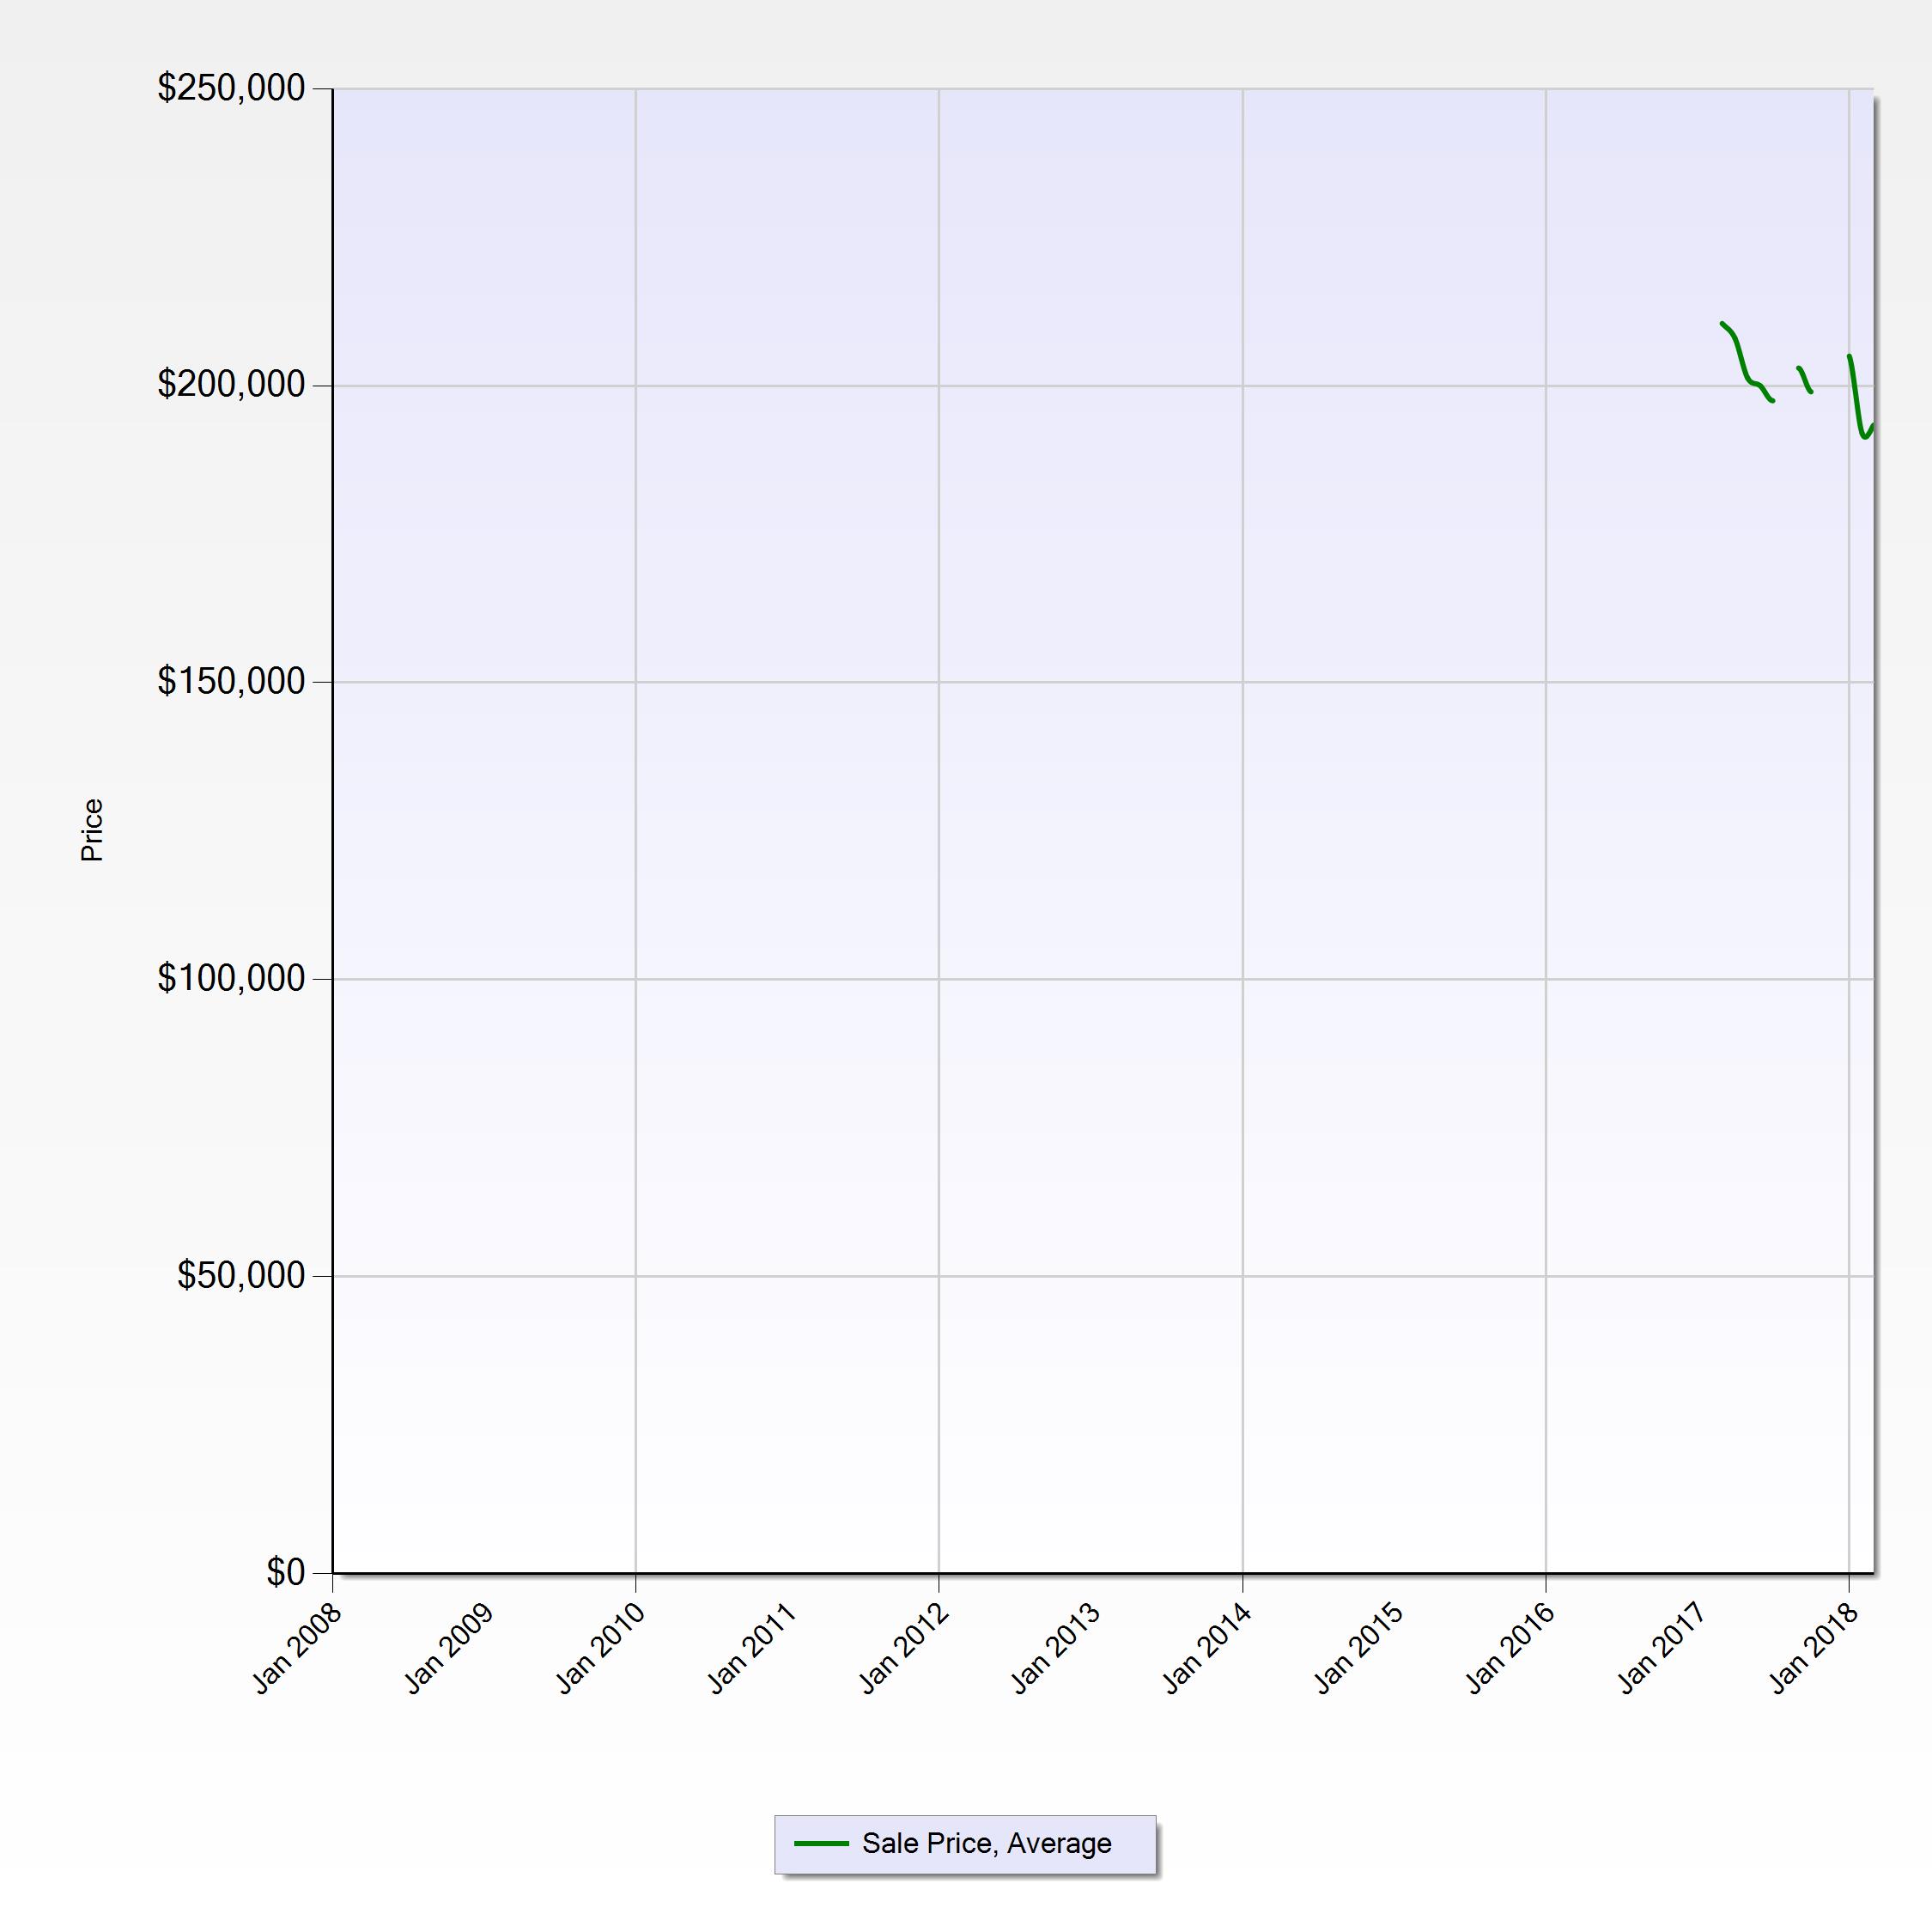 $250,000
$200,000
$150,000
Price
$100,000
$50,000
$0
Jan 2008
Jan 2009
Jan 2010
Jan 2011
Jan 2012
Jan 2013
Jan 2014
Jan 2015
Jan 2016
Jan 2017
Jan 2018
Sale Price, Average